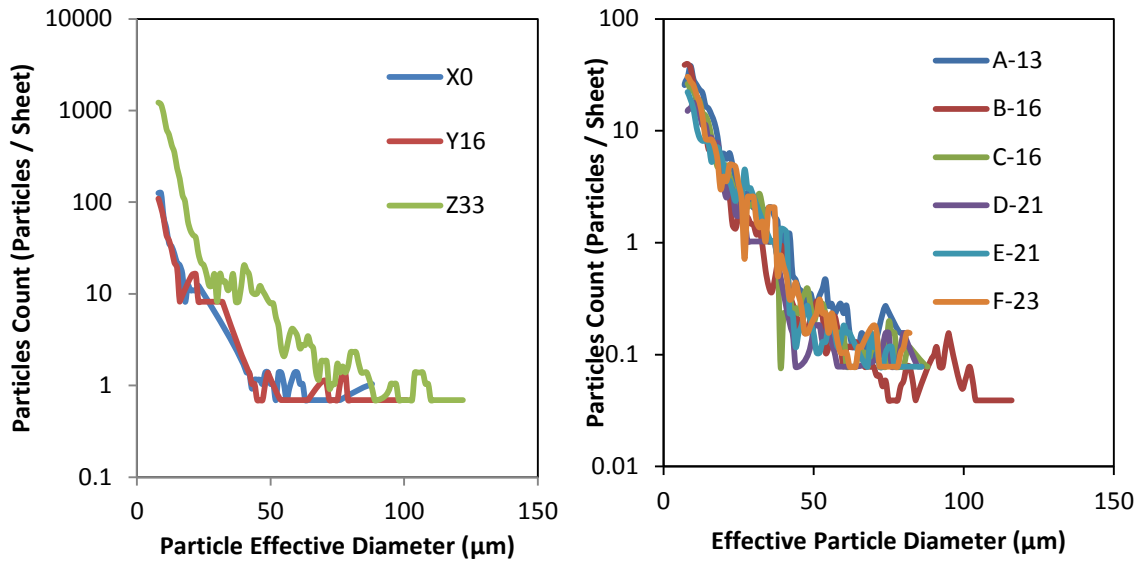 Particles Count (Particles / Sheet)
10000
1000
100
10
1
0.1
0
50
100
150
Particle Effective Diameter (µm)
X0
Y16
Z33
Particles Count (Particles / Sheet)
100
10
1
0.1
0.01
0
50
100
150
Effective Particle Diameter (µm)
A-13
B-16
C-16
D-21
E-21
F-23